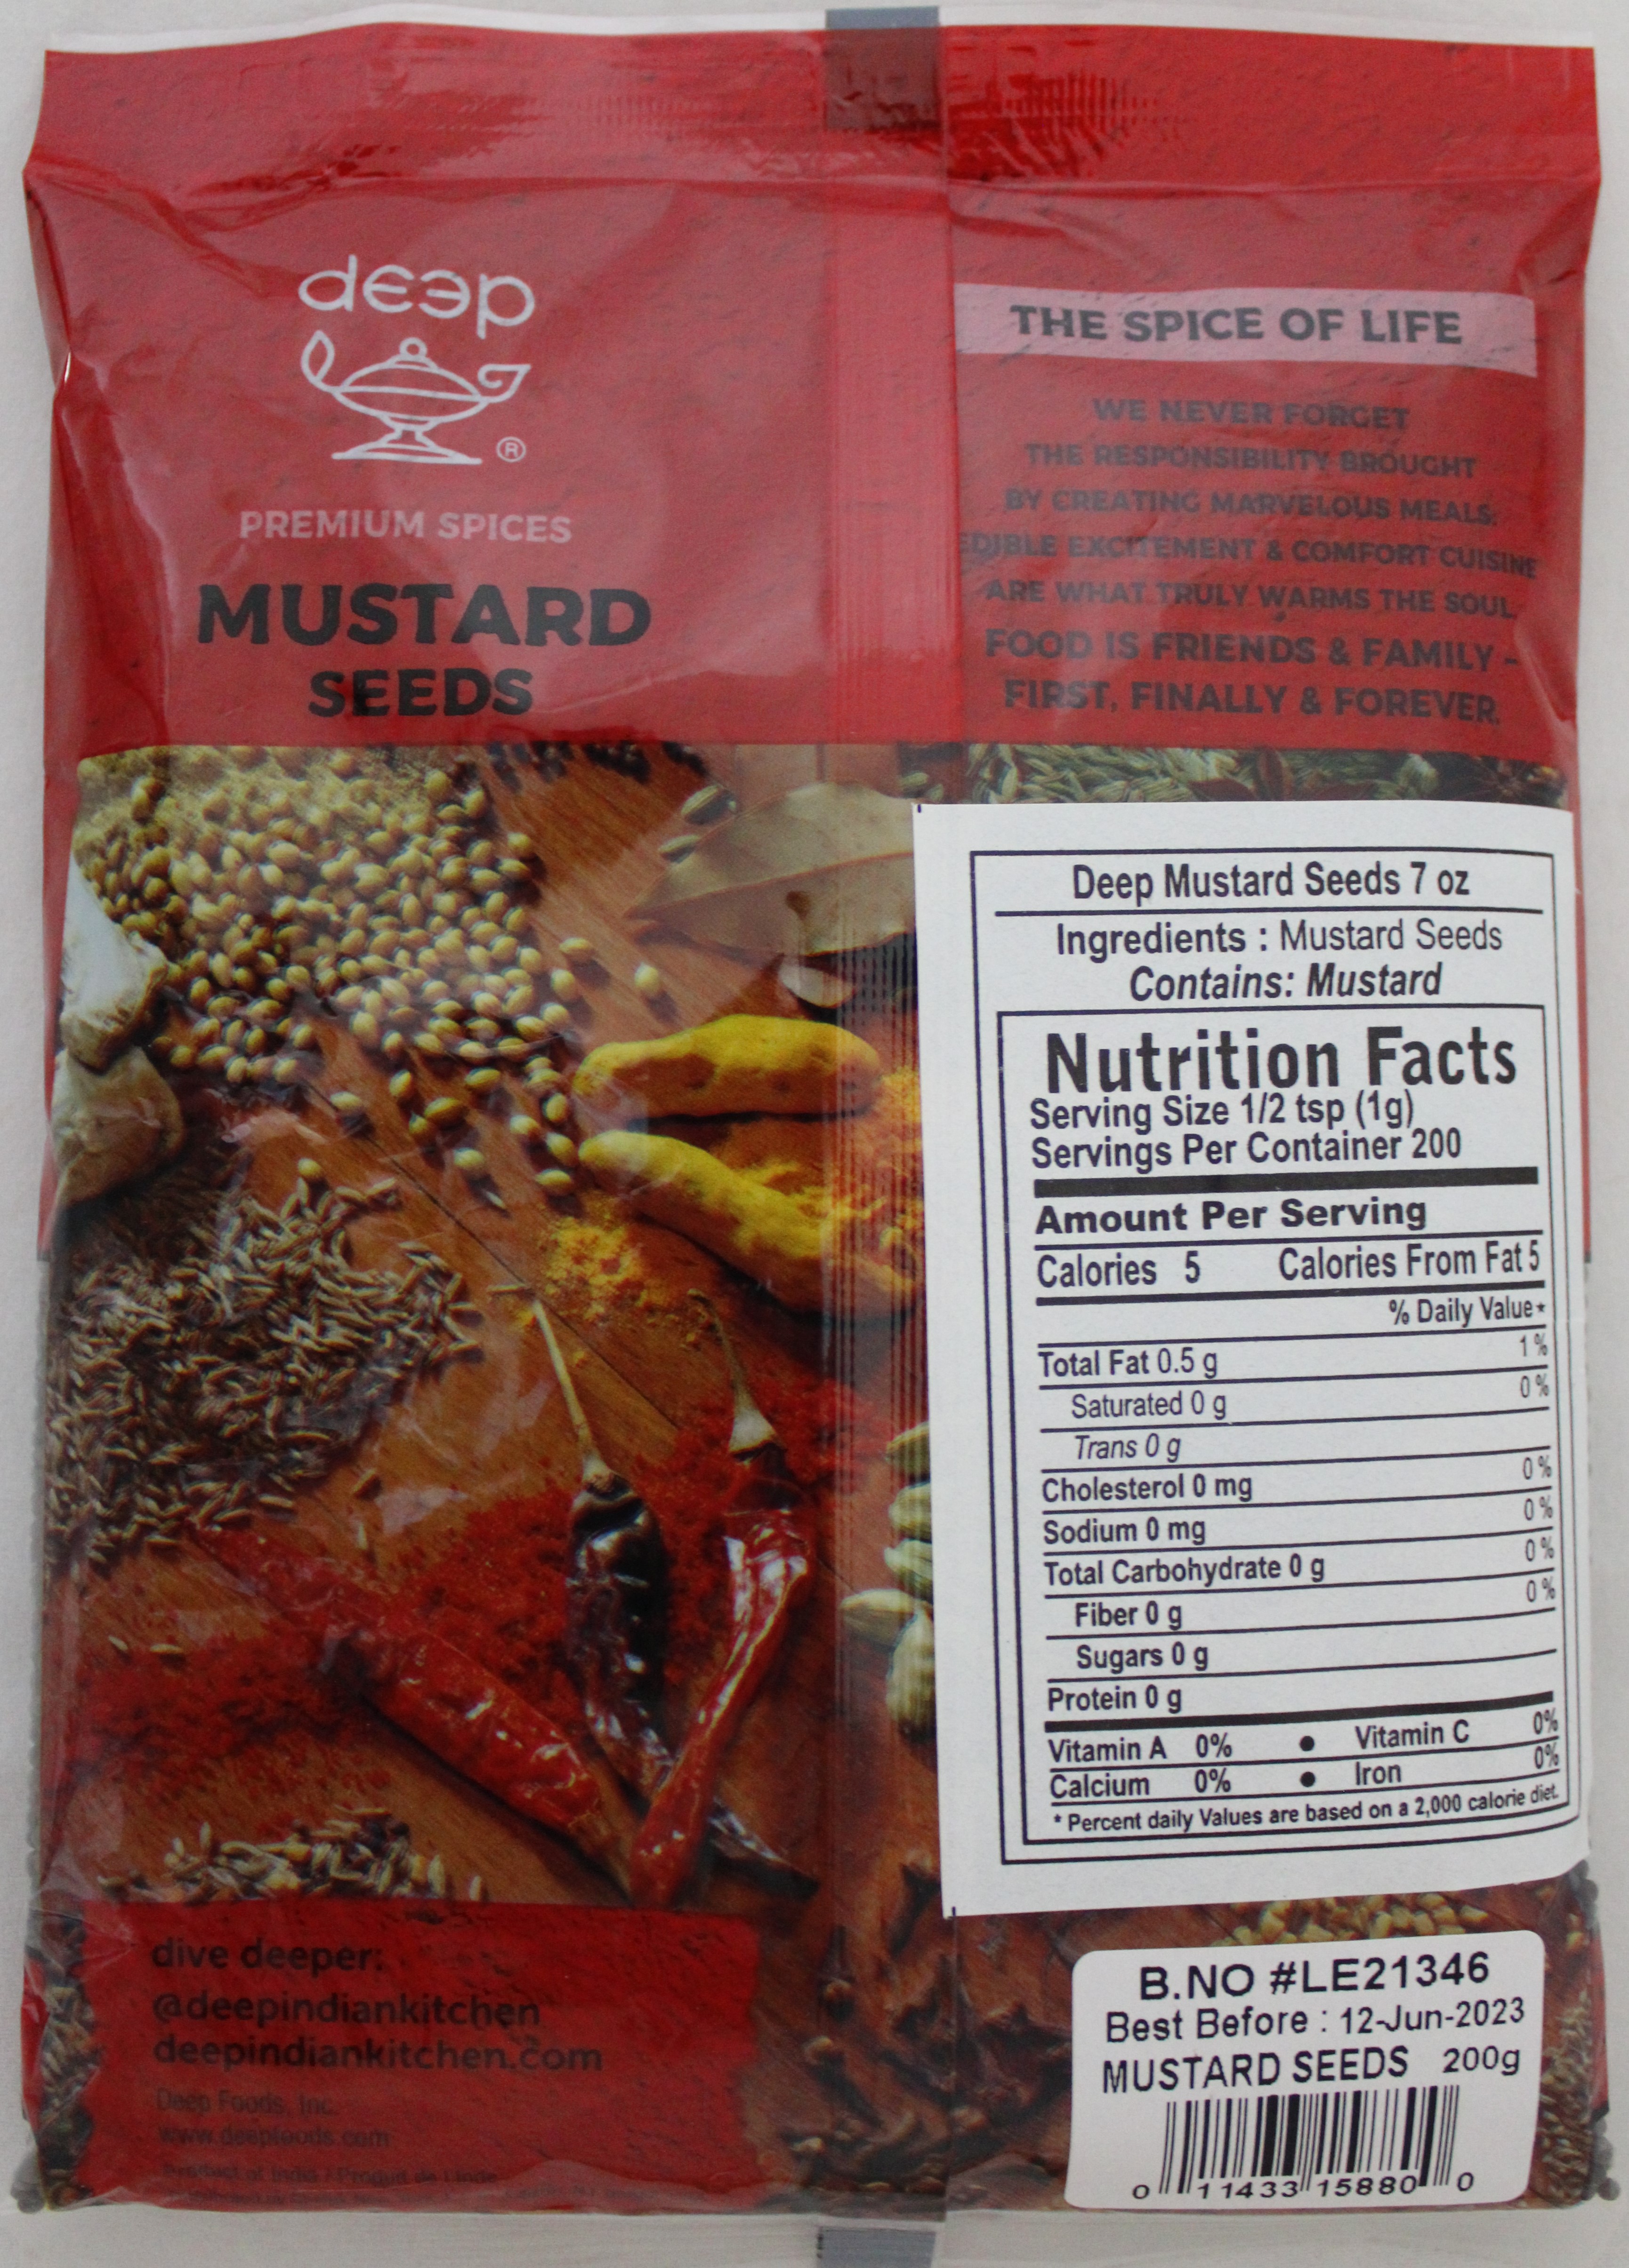 deep
®
PREMIUM SPICES
MUSTARD
SEEDS
THE SPICE OF LIFE
WE NEVER FORGET
THE RESPONSIBILITY BROUGHT
BY CREATING MARVELOUS MEALS.
EDIBLE EXCITEMENT & COMFORT CUISINE
ARE WHAT TRULY WARMS THE SOUL.
FOOD IS FRIENDS & FAMILY -
FIRST, FINALLY & FOREVER.
Deep Mustard Seeds 7 oz
Ingredients : Mustard Seeds
Contains: Mustard
Nutrition Facts
Serving Size 1/2 tsp (1g)
Servings Per Container 200
Amount Per Serving
Calories 5 Calories From Fat 5
% Daily Value*
Total Fat 0.5 g 1%
Saturated 0 g 0%
Trans 0 g
Cholesterol 0 mg 0%
Sodium 0 mg 0%
Total Carbohydrate 0 g 0%
Fiber 0 g 0%
Sugars 0 g
Protein 0 g
Vitamin A 0% • Vitamin C 0%
Calcium 0% • Iron 0%
* Percent daily Values are based on a 2,000 calorie diet.
dive deeper:
@deepindiankitchen
deepindiankitchen.com
Deep Foods, Inc.
www.deepfoods.com
Product of India / Produit de L'Inde
B.NO #LE21346
Best Before : 12-Jun-2023
MUSTARD SEEDS 200g
0 11433 15880 0